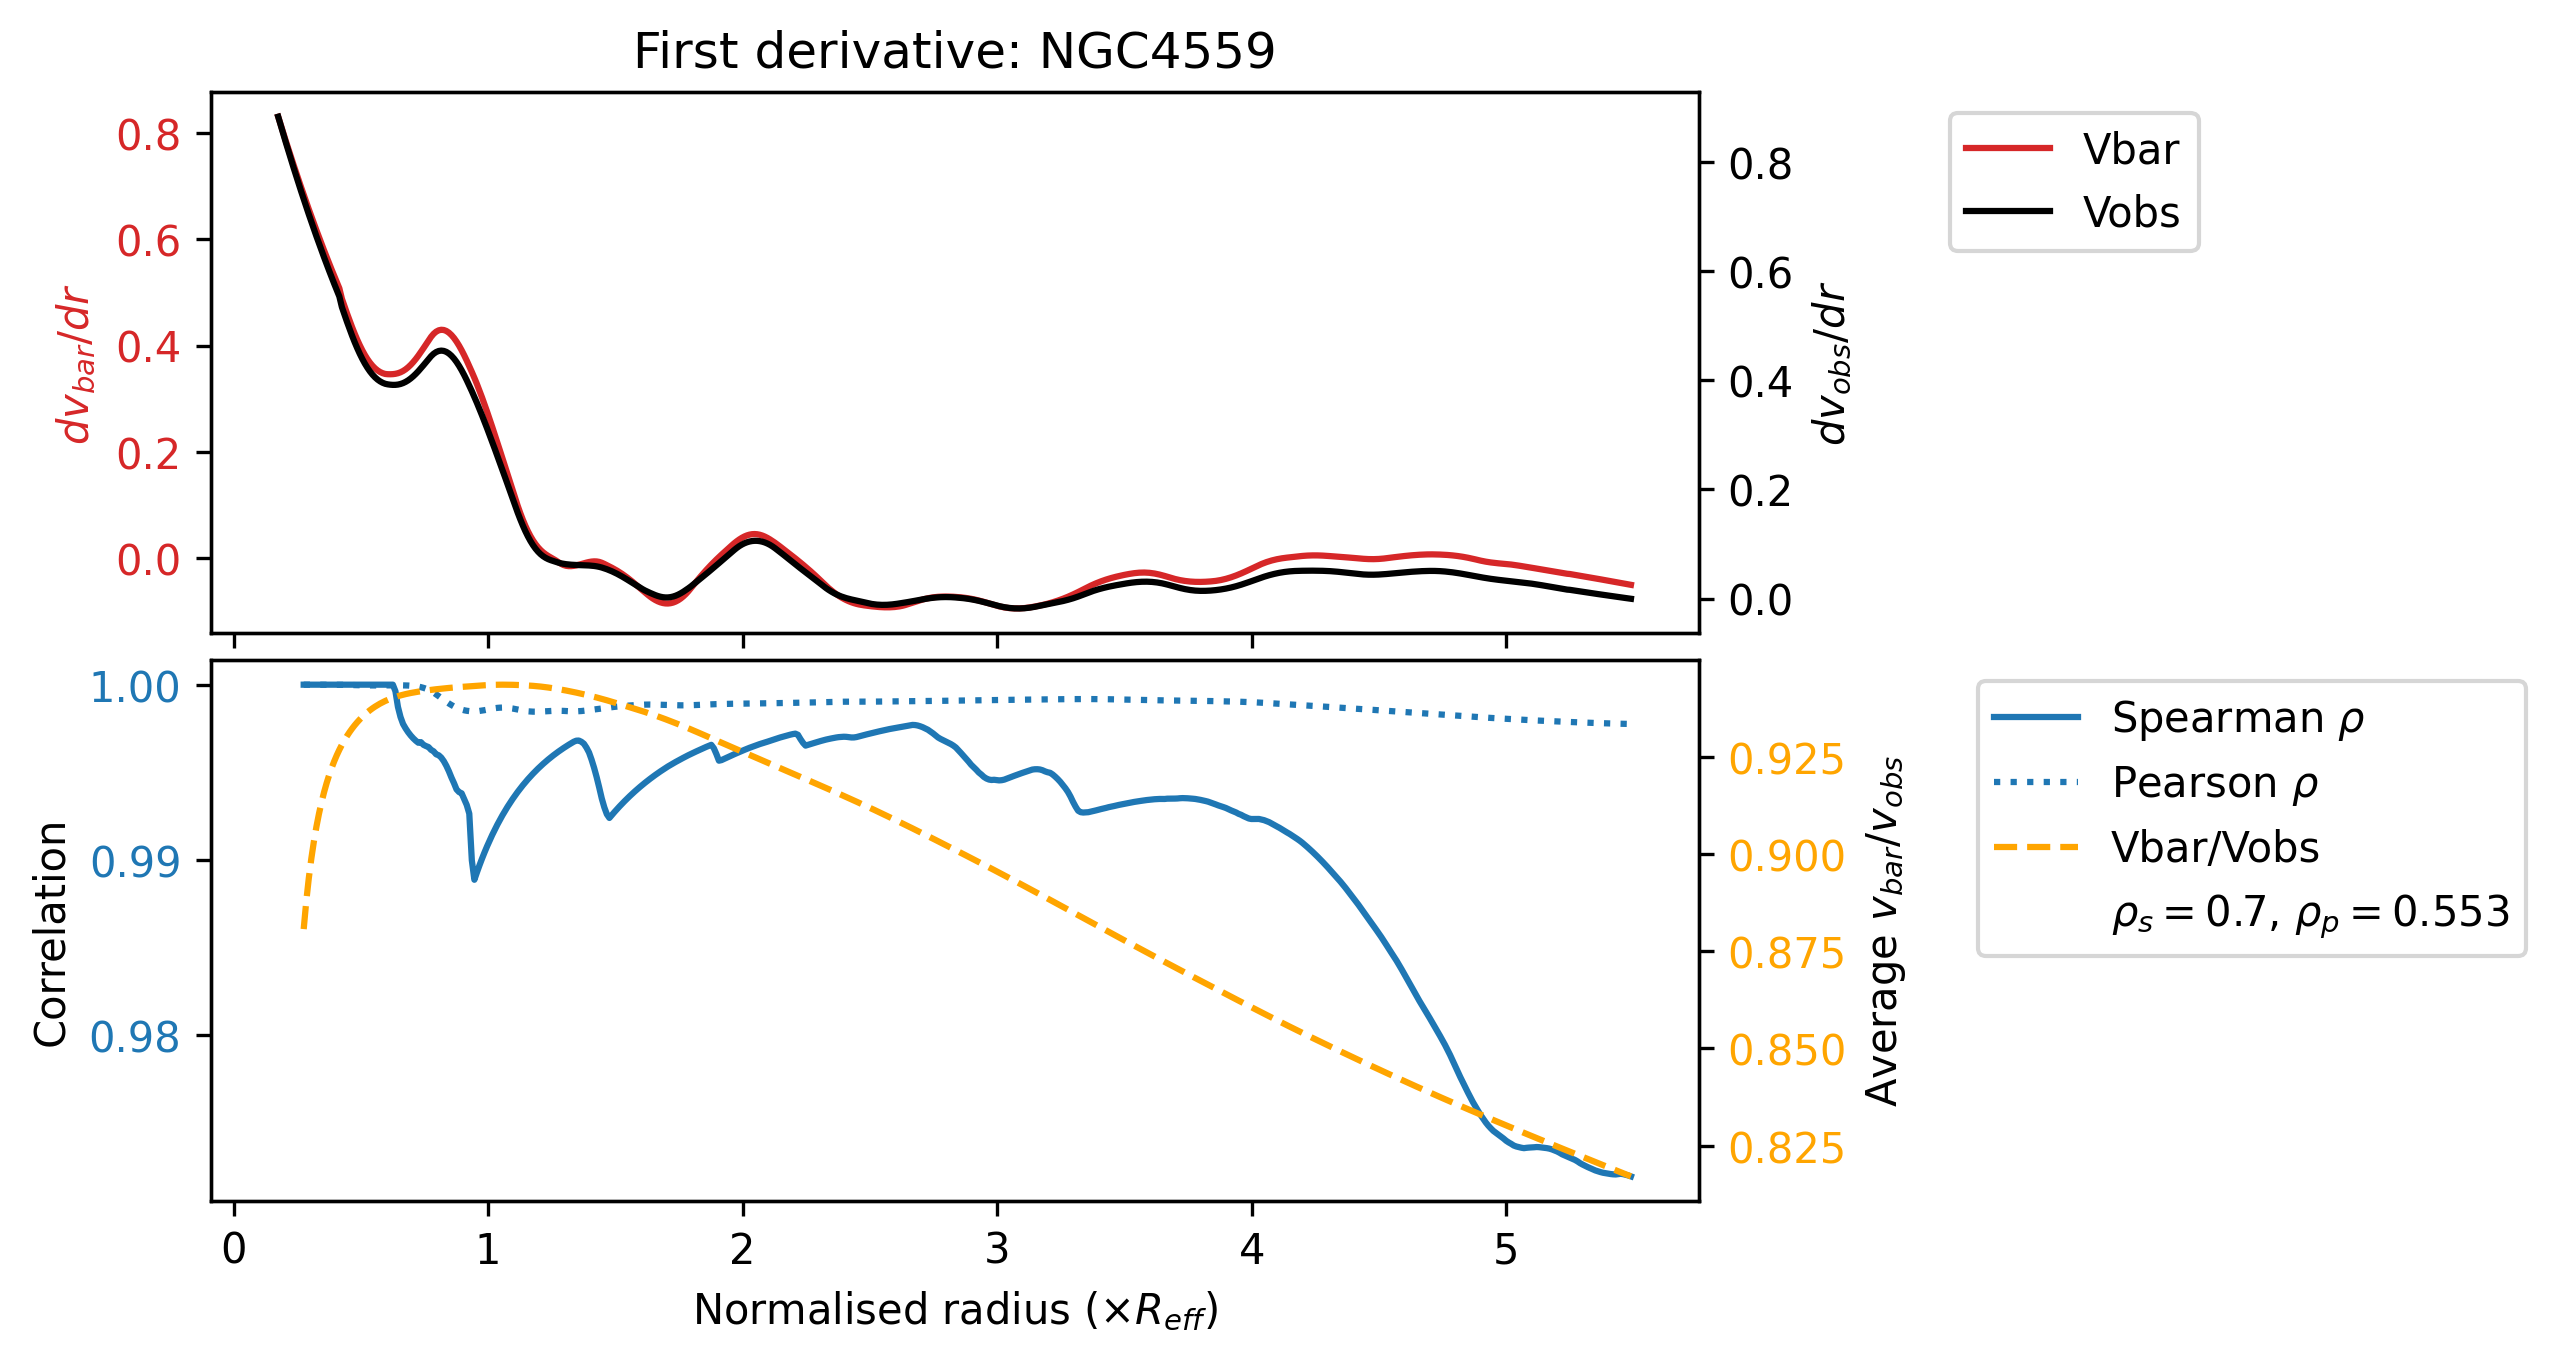 First derivative: NGC4559
0.8
0.6
0.4
0.2
0.0
dv_bar/dr
0.8
0.6
0.4
0.2
0.0
dv_obs/dr
Vbar
Vobs
1.00
0.99
0.98
Correlation
0.925
0.900
0.875
0.850
0.825
Average v_bar/v_obs
Spearman ρ
Pearson ρ
Vbar/Vobs
ρ_s = 0.7, ρ_p = 0.553
0 1 2 3 4 5
Normalised radius (×R_eff)